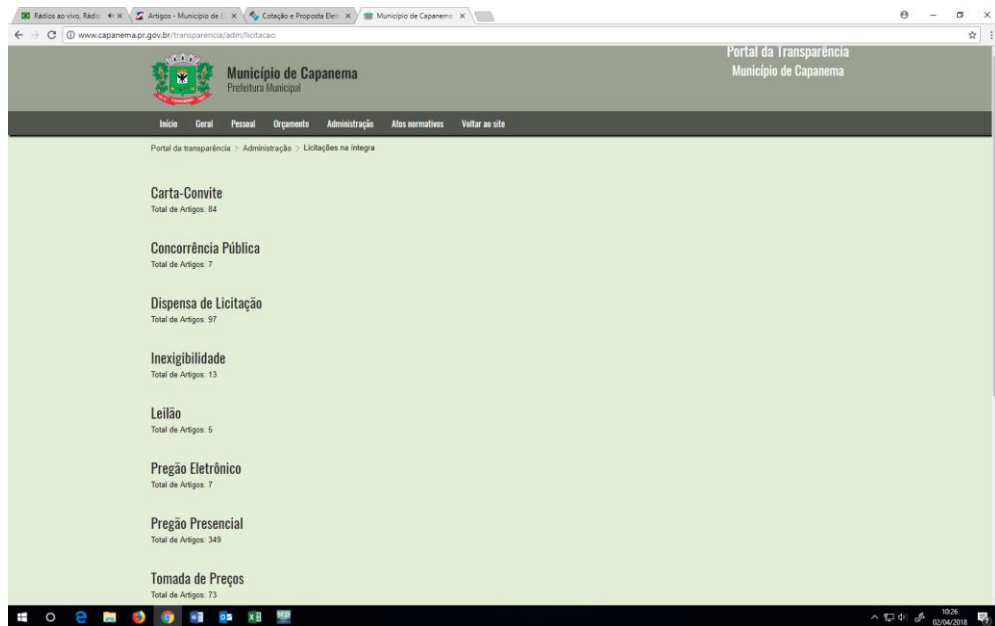 Rádios ao vivo, Rádio
Artigos - Município de C
Cotação e Proposta Elet
Município de Capanema
www.capanema.pr.gov.br/transparencia/adm/licitacao
Portal da Transparência
Município de Capanema
Município de Capanema
Prefeitura Municipal
Início Geral Pessoal Orçamento Administração Atos normativos Voltar ao site
Portal da transparência > Administração > Licitações na íntegra
Carta-Convite
Total de Artigos: 84
Concorrência Pública
Total de Artigos: 7
Dispensa de Licitação
Total de Artigos: 97
Inexigibilidade
Total de Artigos: 13
Leilão
Total de Artigos: 5
Pregão Eletrônico
Total de Artigos: 7
Pregão Presencial
Total de Artigos: 349
Tomada de Preços
Total de Artigos: 73
10:26
02/04/2018